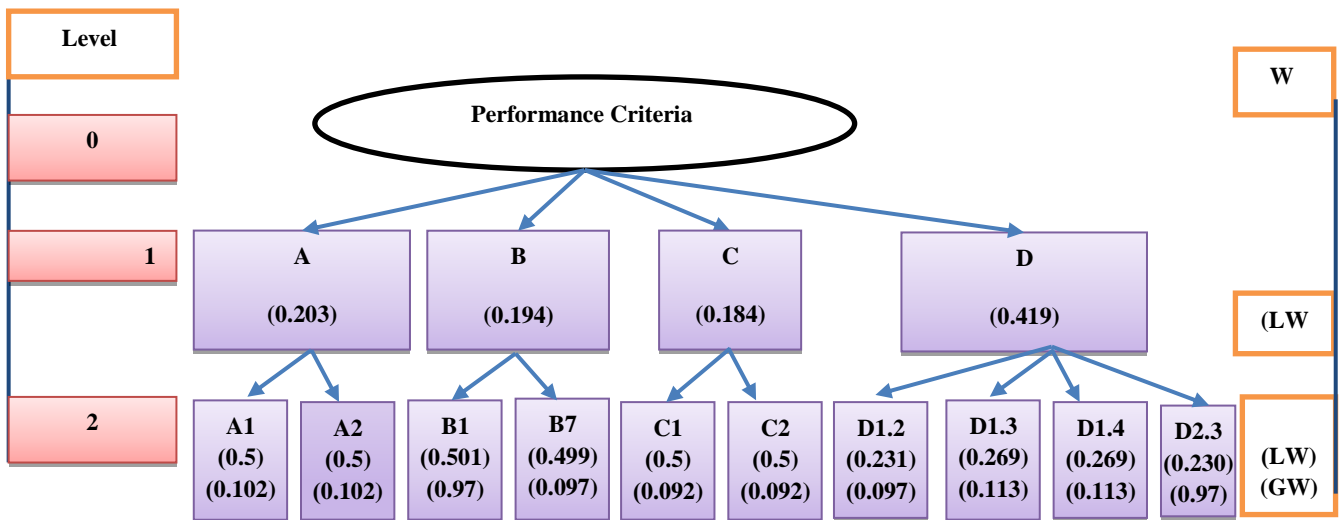 Level
W
Performance Criteria
0
1
A
B
C
D
(0.203)
(0.194)
(0.184)
(0.419)
(LW
2
A1
(0.5)
(0.102)
A2
(0.5)
(0.102)
B1
(0.501)
(0.97)
B7
(0.499)
(0.097)
C1
(0.5)
(0.092)
C2
(0.5)
(0.092)
D1.2
(0.231)
(0.097)
D1.3
(0.269)
(0.113)
D1.4
(0.269)
(0.113)
D2.3
(0.230)
(0.97)
(LW)
(GW)